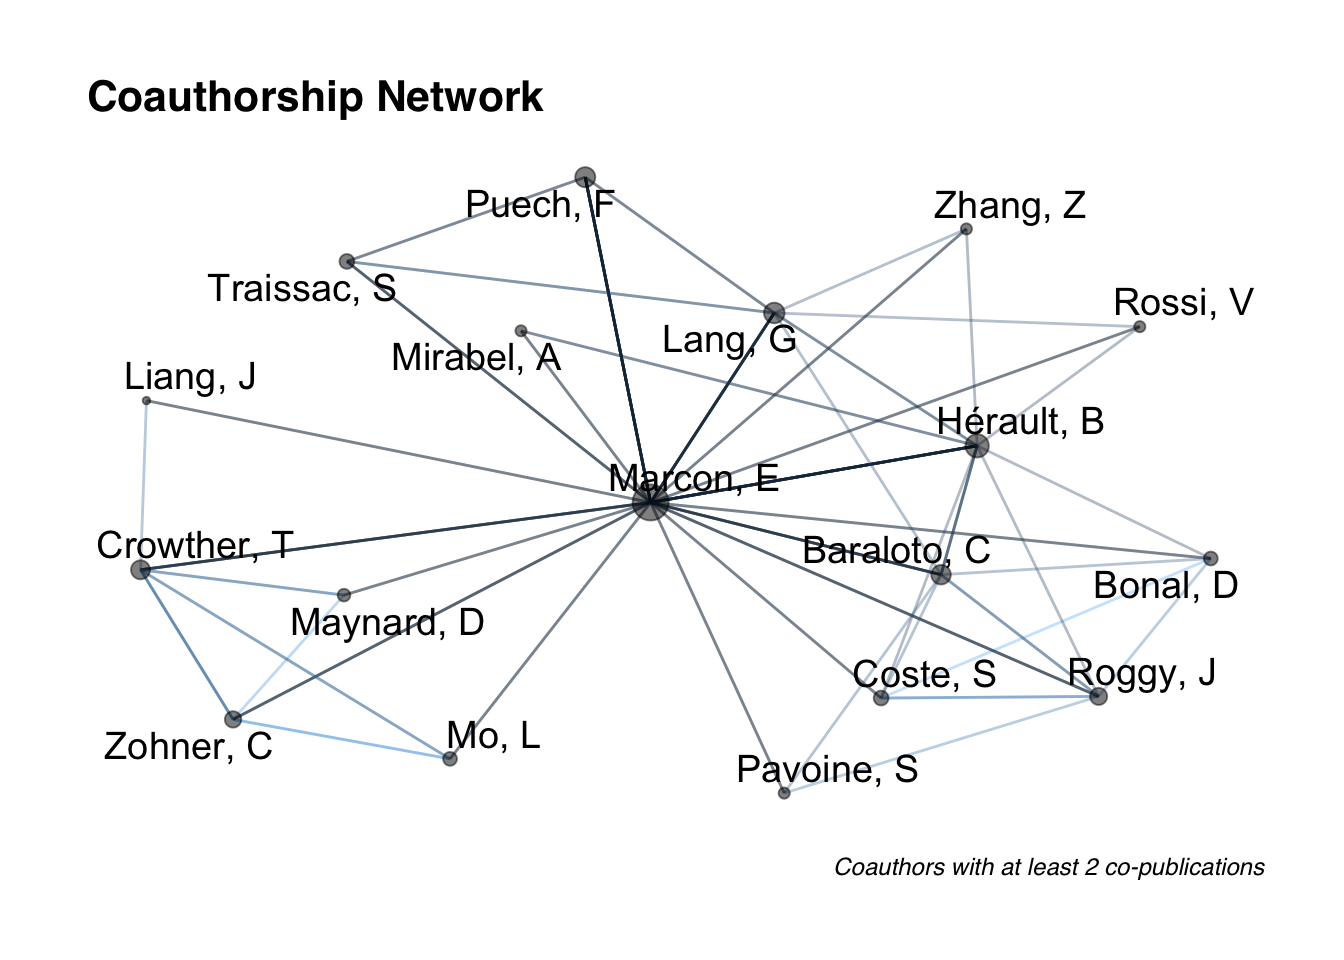 Coauthorship Network
Puech, F
Zhang, Z
Traissac, S
Rossi, V
Lang, G
Mirabel, A
Liang, J
Hérault, B
Marcon, E
Crowther, T
Baraloto, C
Bonal, D
Maynard, D
Coste, S
Roggy, J
Zohner, C
Mo, L
Pavoine, S
Coauthors with at least 2 co-publications